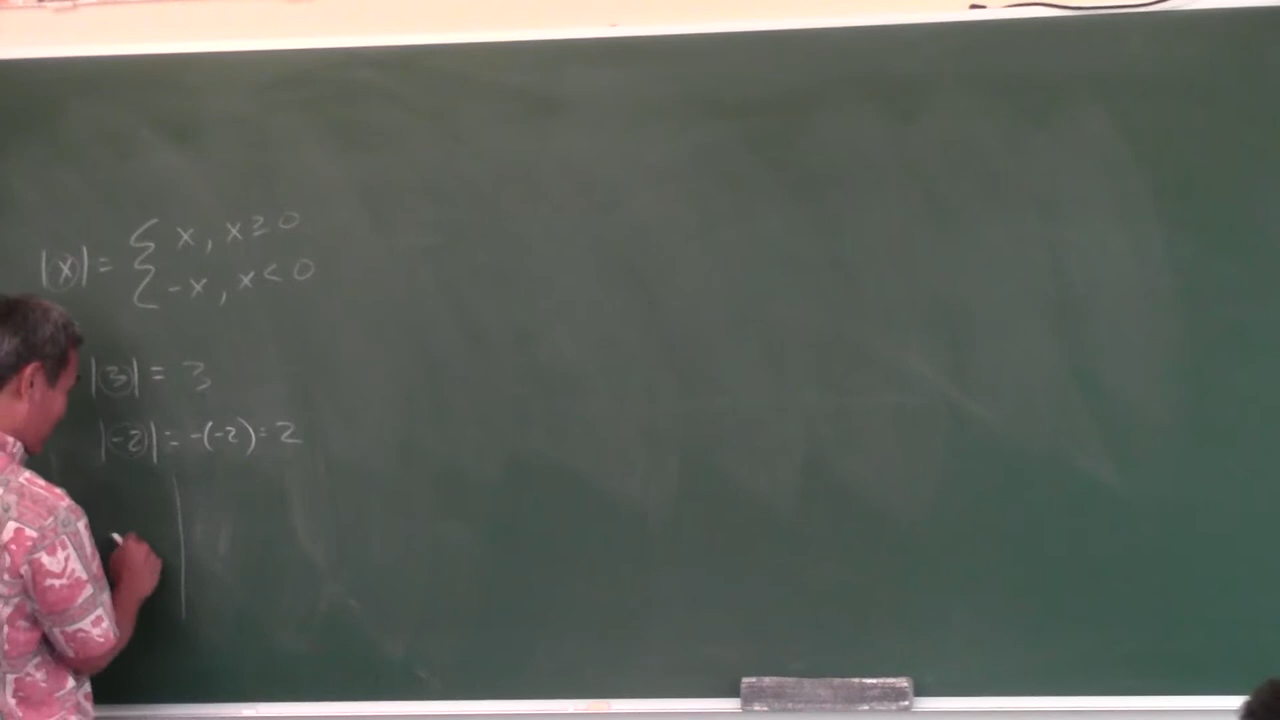 |x| = { x, x ≥ 0
-x, x < 0
|3| = 3
|-2| = -(-2) = 2